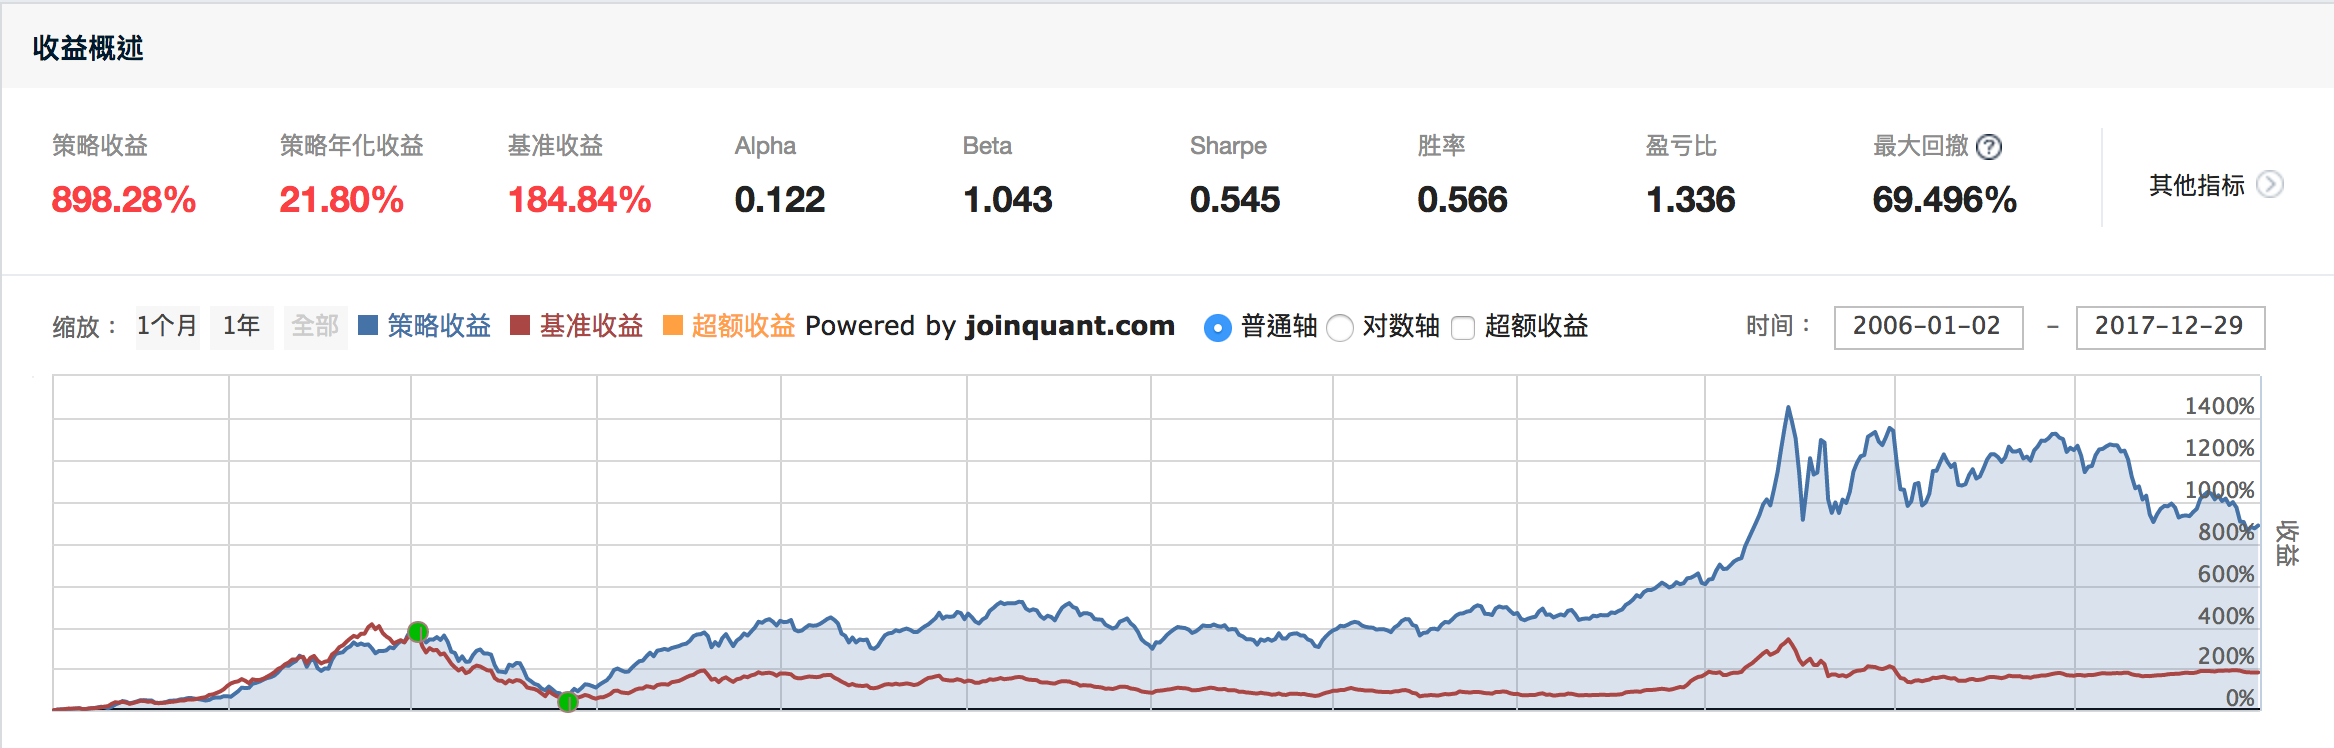 收益概述
策略收益 策略年化收益 基准收益 Alpha Beta Sharpe 胜率 盈亏比 最大回撤 ?
898.28% 21.80% 184.84% 0.122 1.043 0.545 0.566 1.336 69.496%
其他指标
缩放： 1个月 1年 全部 策略收益 基准收益 超额收益 Powered by joinquant.com 普通轴 对数轴 超额收益 时间： 2006-01-02 - 2017-12-29
1400%
1200%
1000%
800%
600%
400%
200%
0%
收益